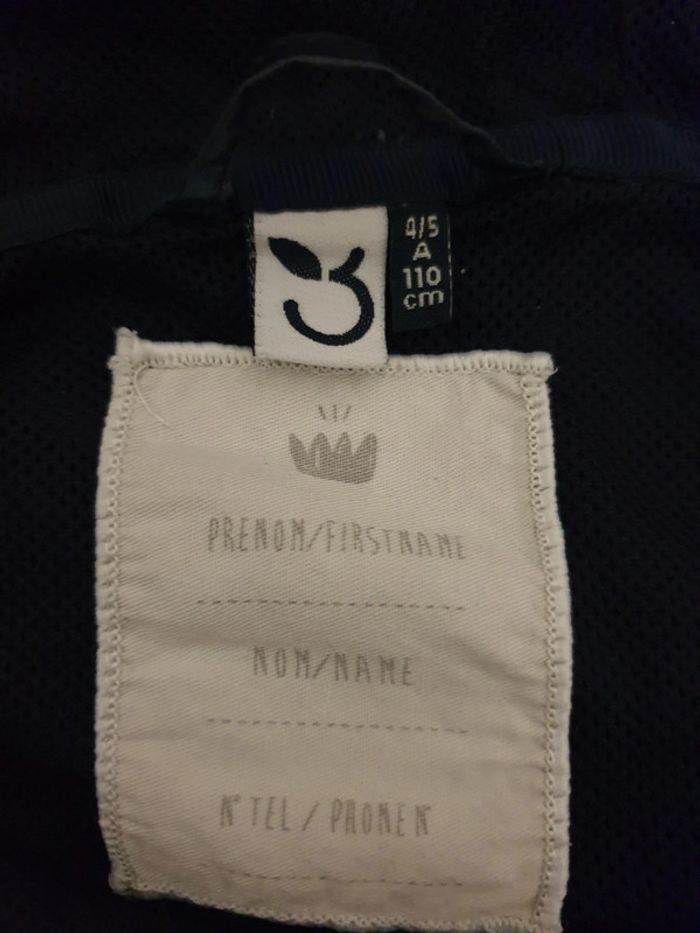 4/5
A
110
cm
PRENOM/FIRSTNAME
NOM/NAME
N° TEL / PHONE N°